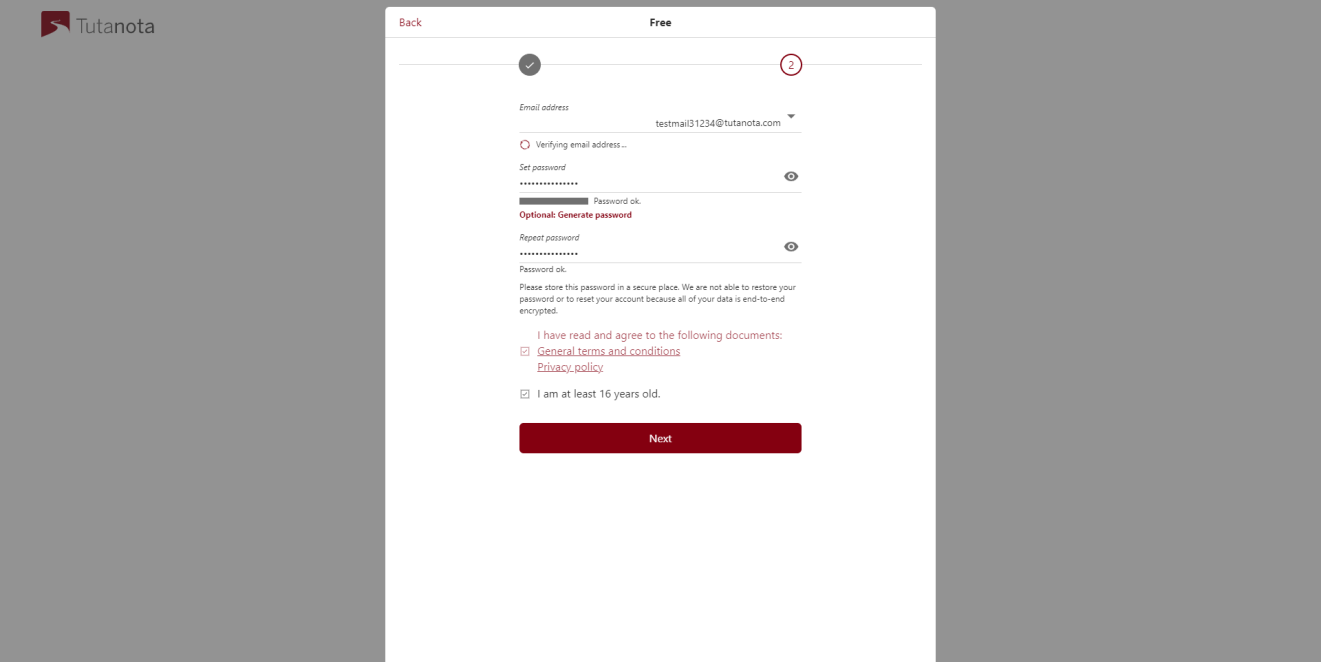 Tutanota
Back
Free
2
Email address
testmail31234@tutanota.com
Verifying email address...
Set password
•••••••••••••••
Password ok.
Optional: Generate password
Repeat password
•••••••••••••••
Password ok.
Please store this password in a secure place. We are not able to restore your
password or to reset your account because all of your data is end-to-end
encrypted.
I have read and agree to the following documents:
General terms and conditions
Privacy policy
I am at least 16 years old.
Next